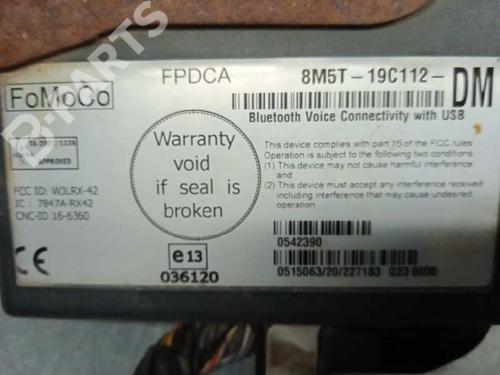 B-PARTS
FoMoCo
FPDCA
8M5T-19C112-
DM
Bluetooth Voice Connectivity with USB
APPROVED
Warranty
void
if seal is
broken
This device complies with part 15 of the FCC rules
Operation is subject to the following two conditions
(1) This device may not cause harmful interference
and
(2) This device must accept any interference received
including interference that may cause undesired
operation
FCC ID: WJLRX-42
IC : 7847A-RX42
CNC-ID 16-6360
CE
e13
036120
0542390
0515063/20/227183 Q23 0600